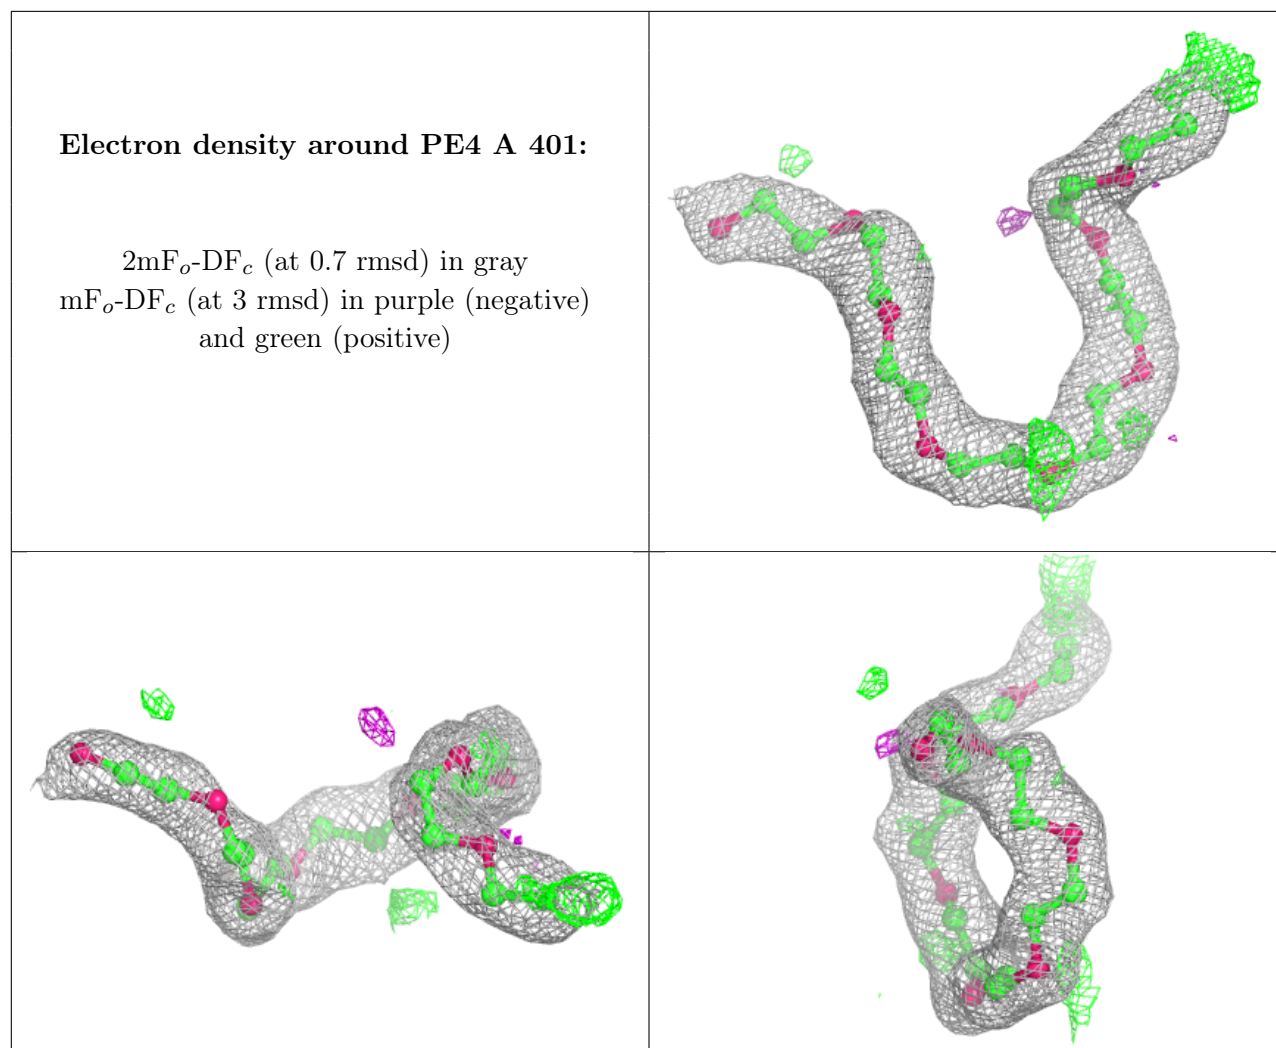 Electron density around PE4 A 401:
2mFₒ-DF𝒸 (at 0.7 rmsd) in gray
mFₒ-DF𝒸 (at 3 rmsd) in purple (negative)
and green (positive)